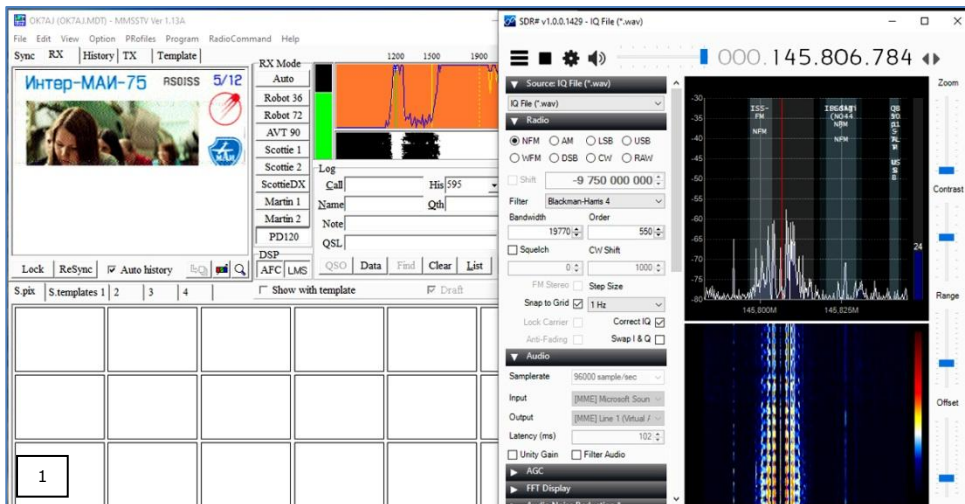 OK7AJ (OK7AJ.MDT) - MMSSTV Ver 1.13A
File Edit View Option PRofiles Program RadioCommand Help
Sync RX History TX Template
Интер-МАИ-75 RS0ISS 5/12
МАИ
Lock ReSync Auto history
RX Mode
Auto
Robot 36
Robot 72
AVT 90
Scottie 1
Scottie 2
ScottieDX
Martin 1
Martin 2
PD120
DSP
AFC LMS
1200 1500 1900
Log
Call His 595
Name Qth
Note
QSL
QSO Data Find Clear List
S.pix S.templates 1 2 3 4 Show with template Draft
1
SDR# v1.0.0.1429 - IQ File (*.wav)
000.145.806.784
Source: IQ File (*.wav)
IQ File (*.wav)
Radio
NFM AM LSB USB
WFM DSB CW RAW
Shift -9 750 000 000
Filter Blackman-Harris 4
Bandwidth Order
19770 550
Squelch CW Shift
0 1000
FM Stereo Step Size
Snap to Grid 1 Hz
Lock Carrier Correct IQ
Anti-Fading Swap I & Q
Audio
Samplerate 96000 sample/sec
Input [MME] Microsoft Soun
Output [MME] Line 1 (Virtual
Latency (ms) 102
Unity Gain Filter Audio
AGC
FFT Display
-30
-35
-40
-45
-50
-55
-60
-65
-70
-75
-80
ISS-
FM
NFM
NFM
24
145,800M 145,825M
Zoom
Contrast
Range
Offset